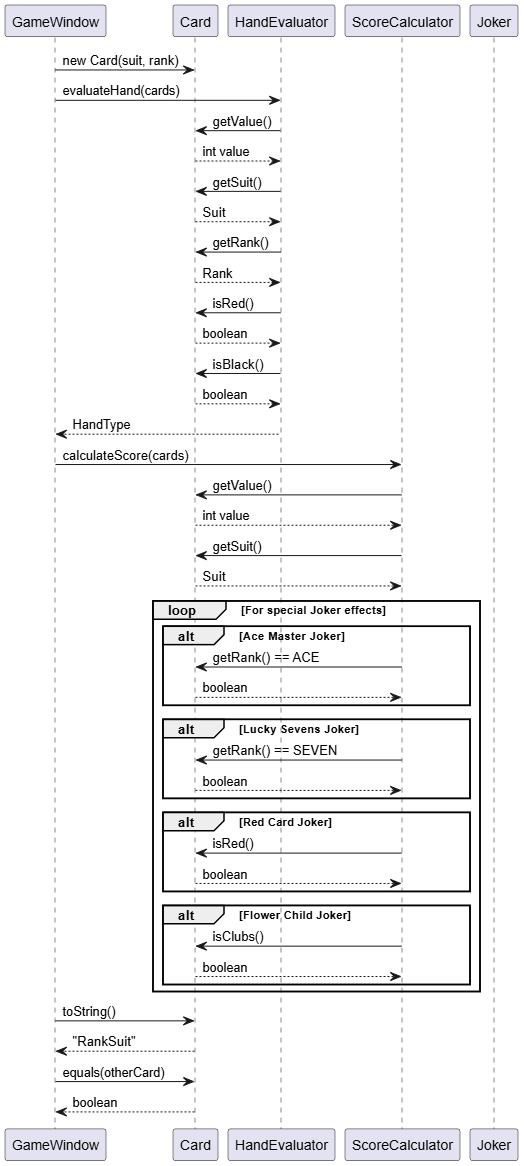 GameWindow Card HandEvaluator ScoreCalculator Joker
new Card(suit, rank)
evaluateHand(cards)
getValue()
int value
getSuit()
Suit
getRank()
Rank
isRed()
boolean
isBlack()
boolean
HandType
calculateScore(cards)
getValue()
int value
getSuit()
Suit
loop [For special Joker effects]
alt [Ace Master Joker]
getRank() == ACE
boolean
alt [Lucky Sevens Joker]
getRank() == SEVEN
boolean
alt [Red Card Joker]
isRed()
boolean
alt [Flower Child Joker]
isClubs()
boolean
toString()
"RankSuit"
equals(otherCard)
boolean
GameWindow Card HandEvaluator ScoreCalculator Joker